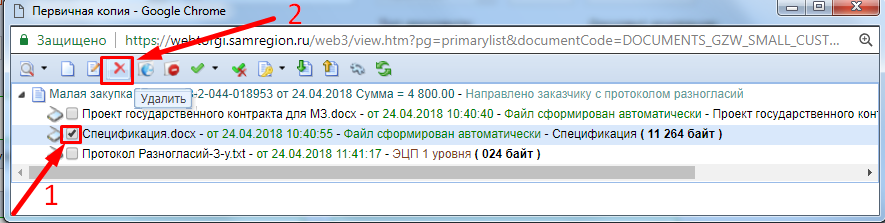 Первичная копия - Google Chrome
2
Защищено https://webtorgi.samregion.ru/web3/view.htm?pg=primarylist&documentCode=DOCUMENTS_GZW_SMALL_CUST...
Малая закупка 3-2-044-018953 от 24.04.2018 Сумма = 4 800.00 - Направлено заказчику с протоколом разногласий
Удалить
Проект государственного контракта для МЗ.docx - от 24.04.2018 10:40:40 - Файл сформирован автоматически - Проект государственного конт
Спецификация.docx - от 24.04.2018 10:40:55 - Файл сформирован автоматически - Спецификация ( 11 264 байт )
Протокол Разногласий-3-у.txt - от 24.04.2018 11:41:17 - ЭЦП 1 уровня ( 024 байт )
1